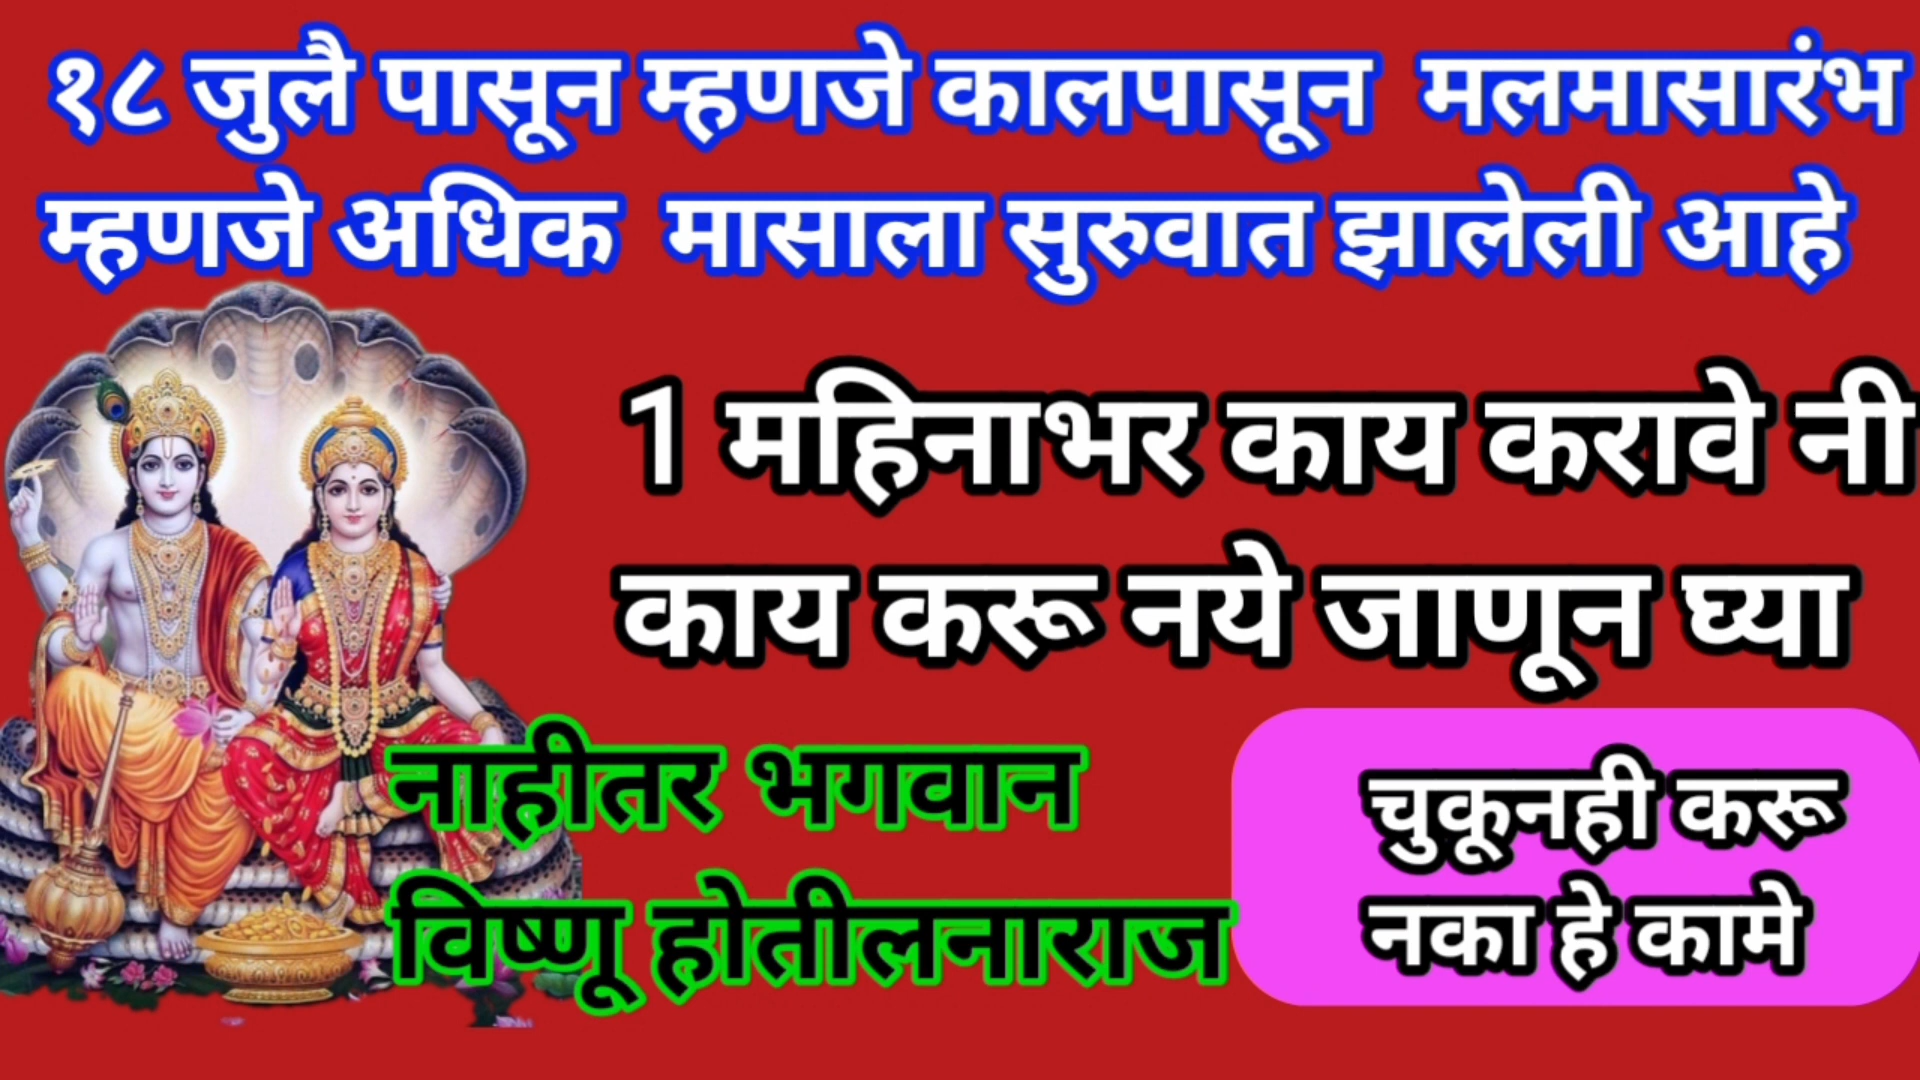 १८ जुलै पासून म्हणजे कालपासून मलमासारंभ
म्हणजे अधिक मासाला सुरुवात झालेली आहे
1 महिनाभर काय करावे नी
काय करू नये जाणून घ्या
नाहीतर भगवान
विष्णू होतीलनाराज
चुकूनही करू
नका हे कामे